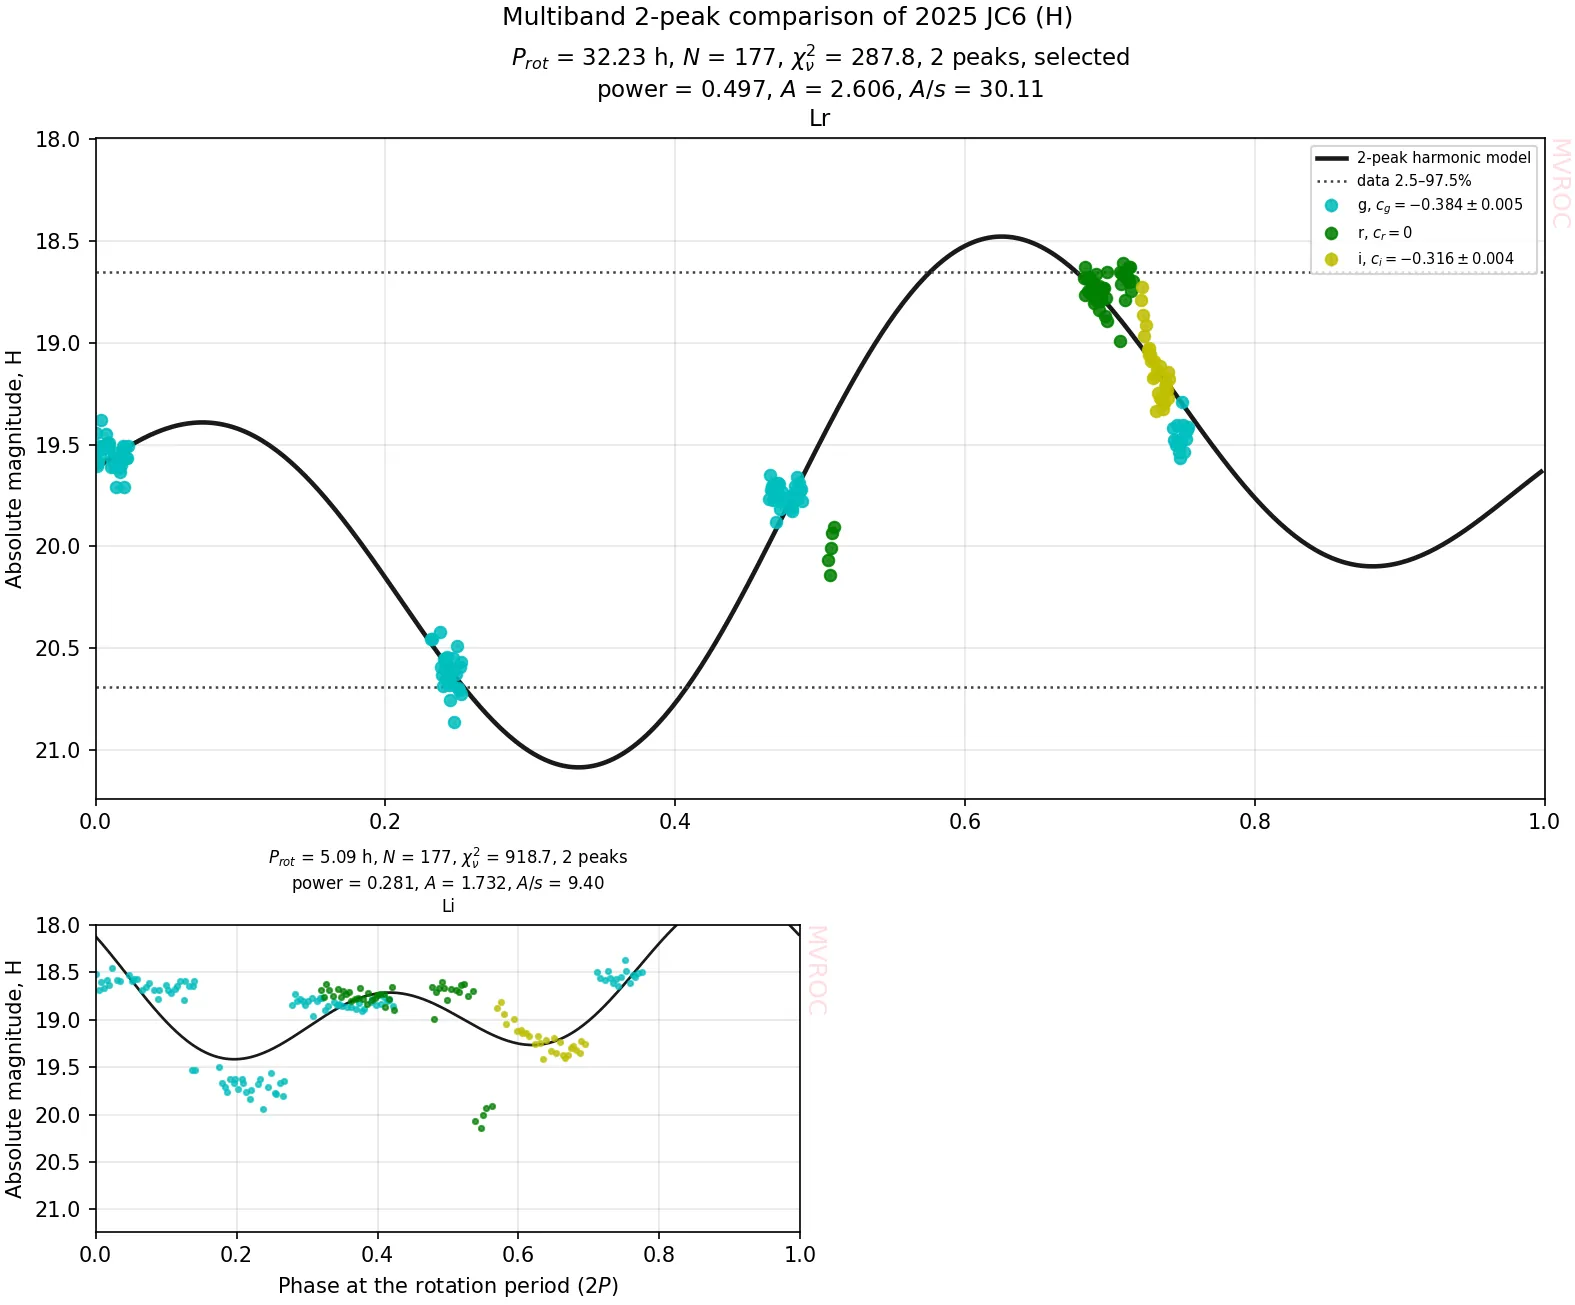 Multiband 2-peak comparison of 2025 JC6 (H)
P_rot = 32.23 h, N = 177, χ²_ν = 287.8, 2 peaks, selected
power = 0.497, A = 2.606, A/s = 30.11
Lr
18.0
18.5
19.0
19.5
20.0
20.5
21.0
Absolute magnitude, H
2-peak harmonic model
data 2.5–97.5%
g, c_g = −0.384 ± 0.005
r, c_r = 0
i, c_i = −0.316 ± 0.004
MVROC
0.0 0.2 0.4 0.6 0.8 1.0
P_rot = 5.09 h, N = 177, χ²_ν = 918.7, 2 peaks
power = 0.281, A = 1.732, A/s = 9.40
Li
18.0
18.5
19.0
19.5
20.0
20.5
21.0
Absolute magnitude, H
MVROC
0.0 0.2 0.4 0.6 0.8 1.0
Phase at the rotation period (2P)